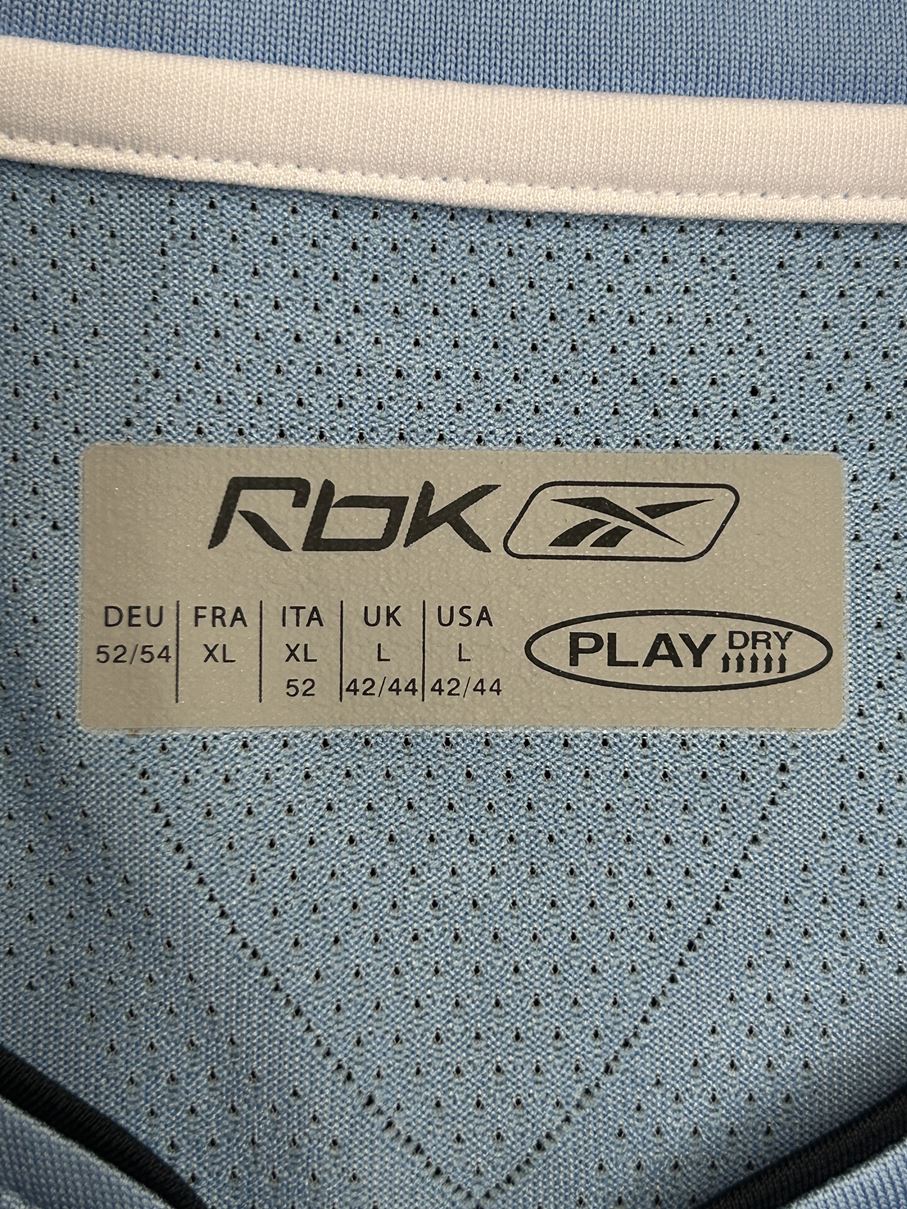 Rbk
DEU FRA ITA UK USA
52/54 XL XL L L
52 42/44 42/44
PLAY DRY